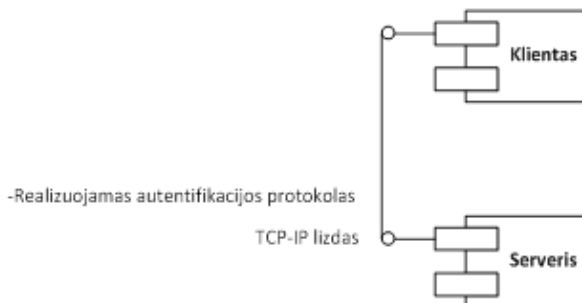 Klientas
-Realizuojamas autentifikacijos protokolas
TCP-IP lizdas
Serveris